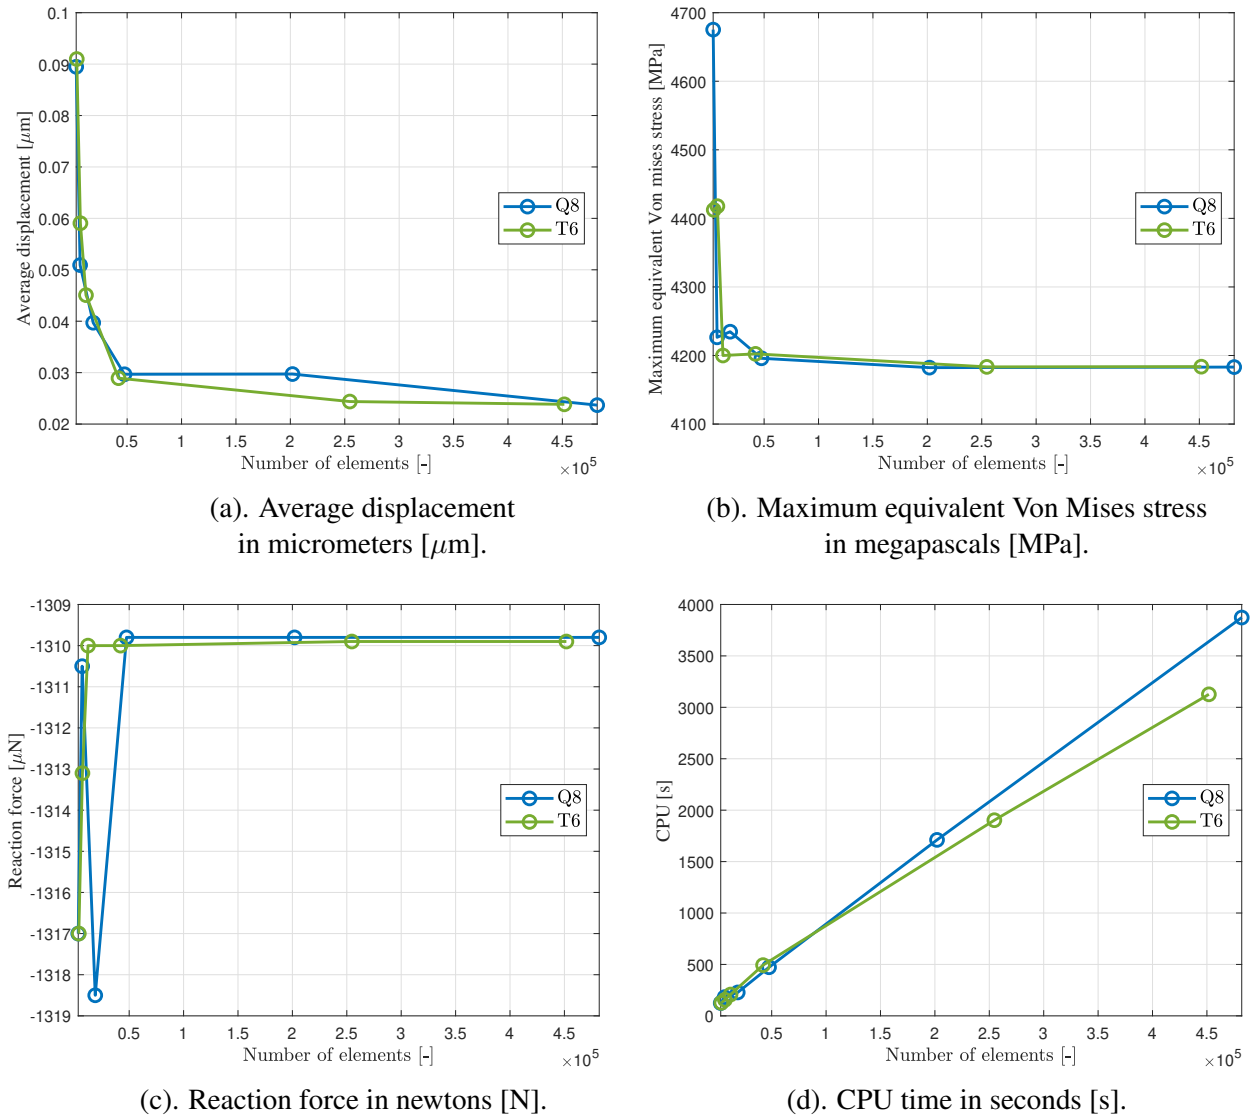 0.1
0.09
0.08
0.07
0.06
0.05
0.04
0.03
0.02
Average displacement [μm]
0.5 1 1.5 2 2.5 3 3.5 4 4.5
Number of elements [-]
×10^5
Q8
T6
(a). Average displacement
in micrometers [μm].
4700
4600
4500
4400
4300
4200
4100
Maximum equivalent Von mises stress [MPa]
0.5 1 1.5 2 2.5 3 3.5 4 4.5
Number of elements [-]
×10^5
Q8
T6
(b). Maximum equivalent Von Mises stress
in megapascals [MPa].
-1309
-1310
-1311
-1312
-1313
-1314
-1315
-1316
-1317
-1318
-1319
Reaction force [μN]
0.5 1 1.5 2 2.5 3 3.5 4 4.5
Number of elements [-]
×10^5
Q8
T6
(c). Reaction force in newtons [N].
4000
3500
3000
2500
2000
1500
1000
500
0
CPU [s]
0.5 1 1.5 2 2.5 3 3.5 4 4.5
Number of elements [-]
×10^5
Q8
T6
(d). CPU time in seconds [s].